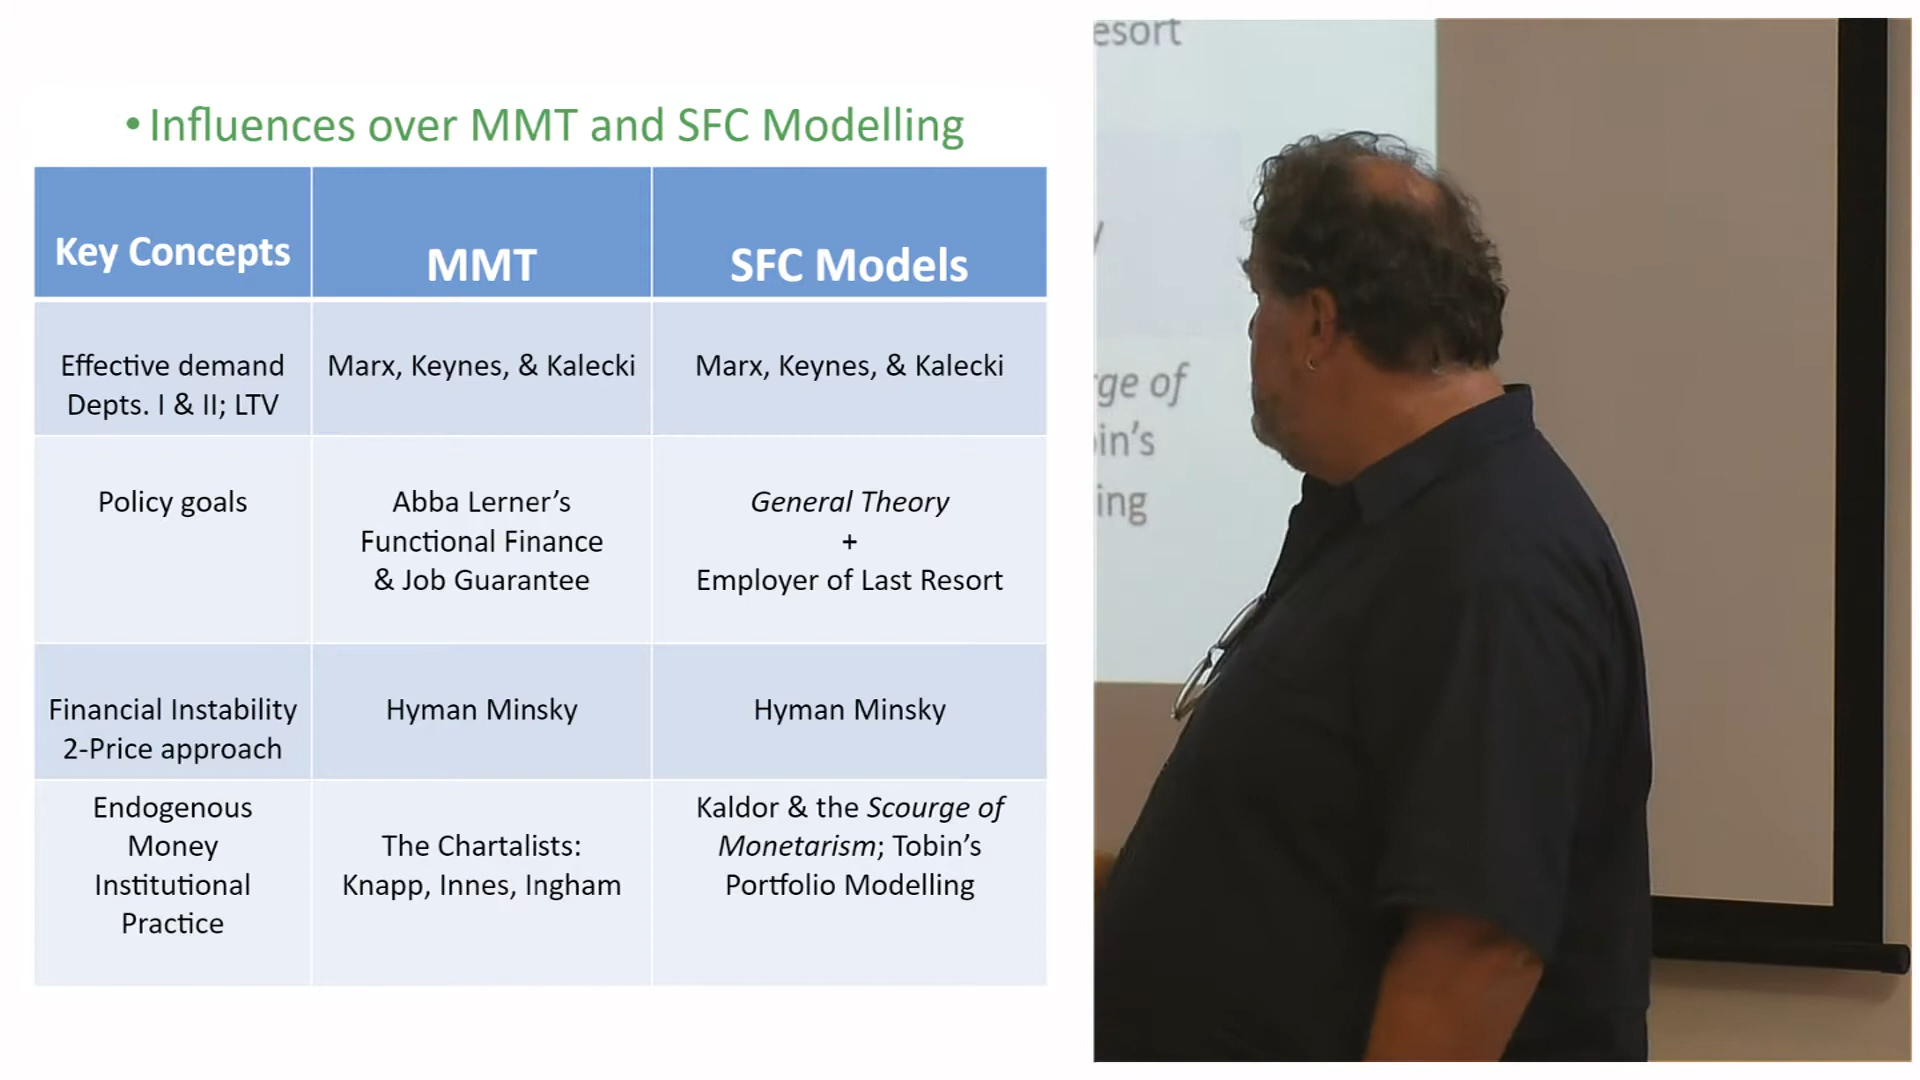 • Influences over MMT and SFC Modelling
Key Concepts
MMT
SFC Models
Effective demand
Depts. I & II; LTV
Marx, Keynes, & Kalecki
Marx, Keynes, & Kalecki
Policy goals
Abba Lerner’s
Functional Finance
& Job Guarantee
General Theory
+
Employer of Last Resort
Financial Instability
2-Price approach
Hyman Minsky
Hyman Minsky
Endogenous
Money
Institutional
Practice
The Chartalists:
Knapp, Innes, Ingham
Kaldor & the Scourge of
Monetarism; Tobin’s
Portfolio Modelling
esort
y
rge of
in’s
ing